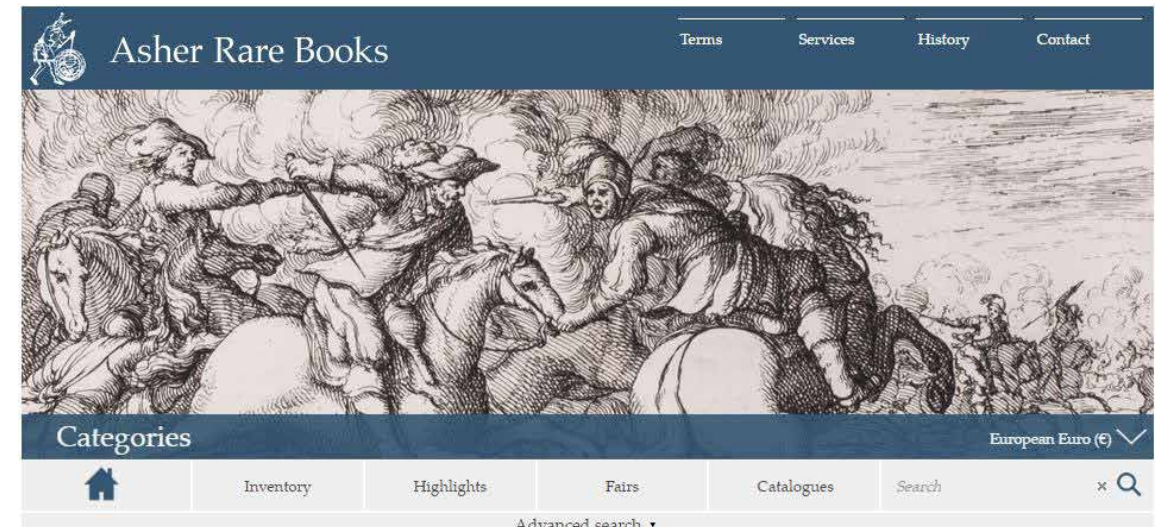 Asher Rare Books
Terms Services History Contact
Categories
European Euro (€)
Inventory Highlights Fairs Catalogues Search ×
Advanced search ▾